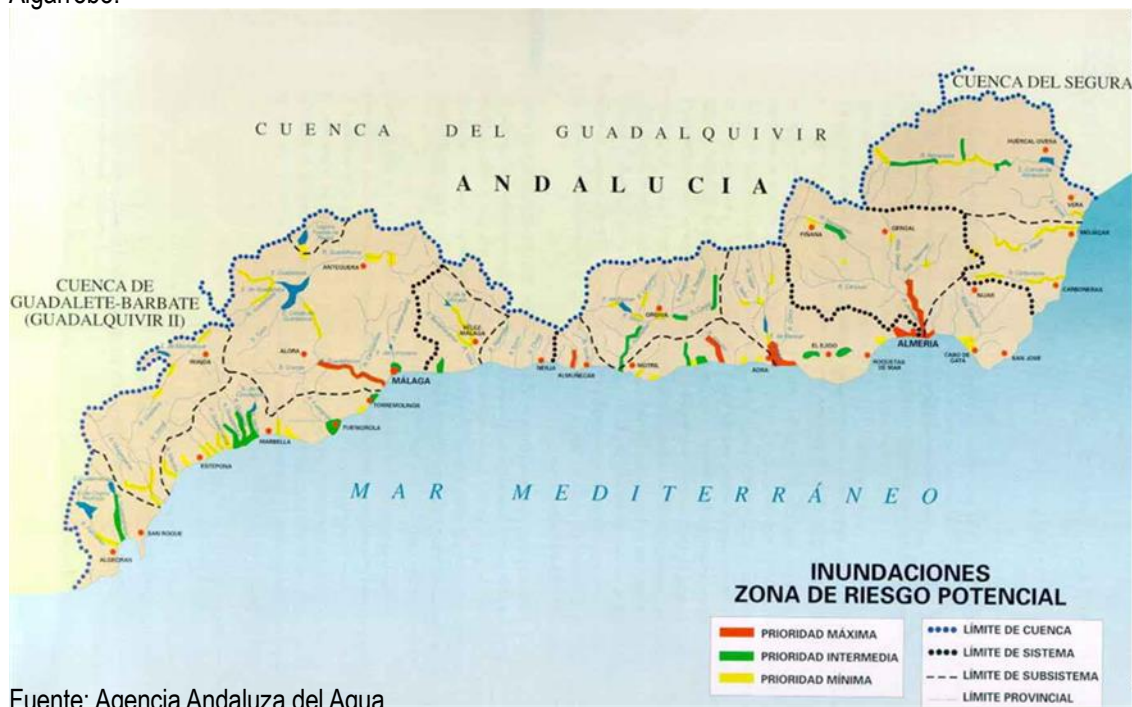 Algarrobo.
CUENCA DEL SEGURA
CUENCA DEL GUADALQUIVIR
ANDALUCIA
HUERCAL OVERA
VERA
MOJACAR
FIÑANA
GERGAL
ANTEQUERA
CUENCA DE
GUADALETE-BARBATE
(GUADALQUIVIR II)
CARBONERAS
NIJAR
ORGIVA
VELEZ
MALAGA
RONDA
ALORA
ALMERIA
EL EJIDO
ROQUETAS
DE MAR
CABO DE
GATA
SAN JOSÉ
NERJA
ALMUÑECAR
MOTRIL
ADRA
MÁLAGA
TORREMOLINOS
FUENGIROLA
MARBELLA
ESTEPONA
MAR MEDITERRÁNEO
SAN ROQUE
ALGECIRAS
INUNDACIONES
ZONA DE RIESGO POTENCIAL
PRIORIDAD MÁXIMA
PRIORIDAD INTERMEDIA
PRIORIDAD MÍNIMA
LÍMITE DE CUENCA
LÍMITE DE SISTEMA
LÍMITE DE SUBSISTEMA
LÍMITE PROVINCIAL
Fuente: Agencia Andaluza del Agua